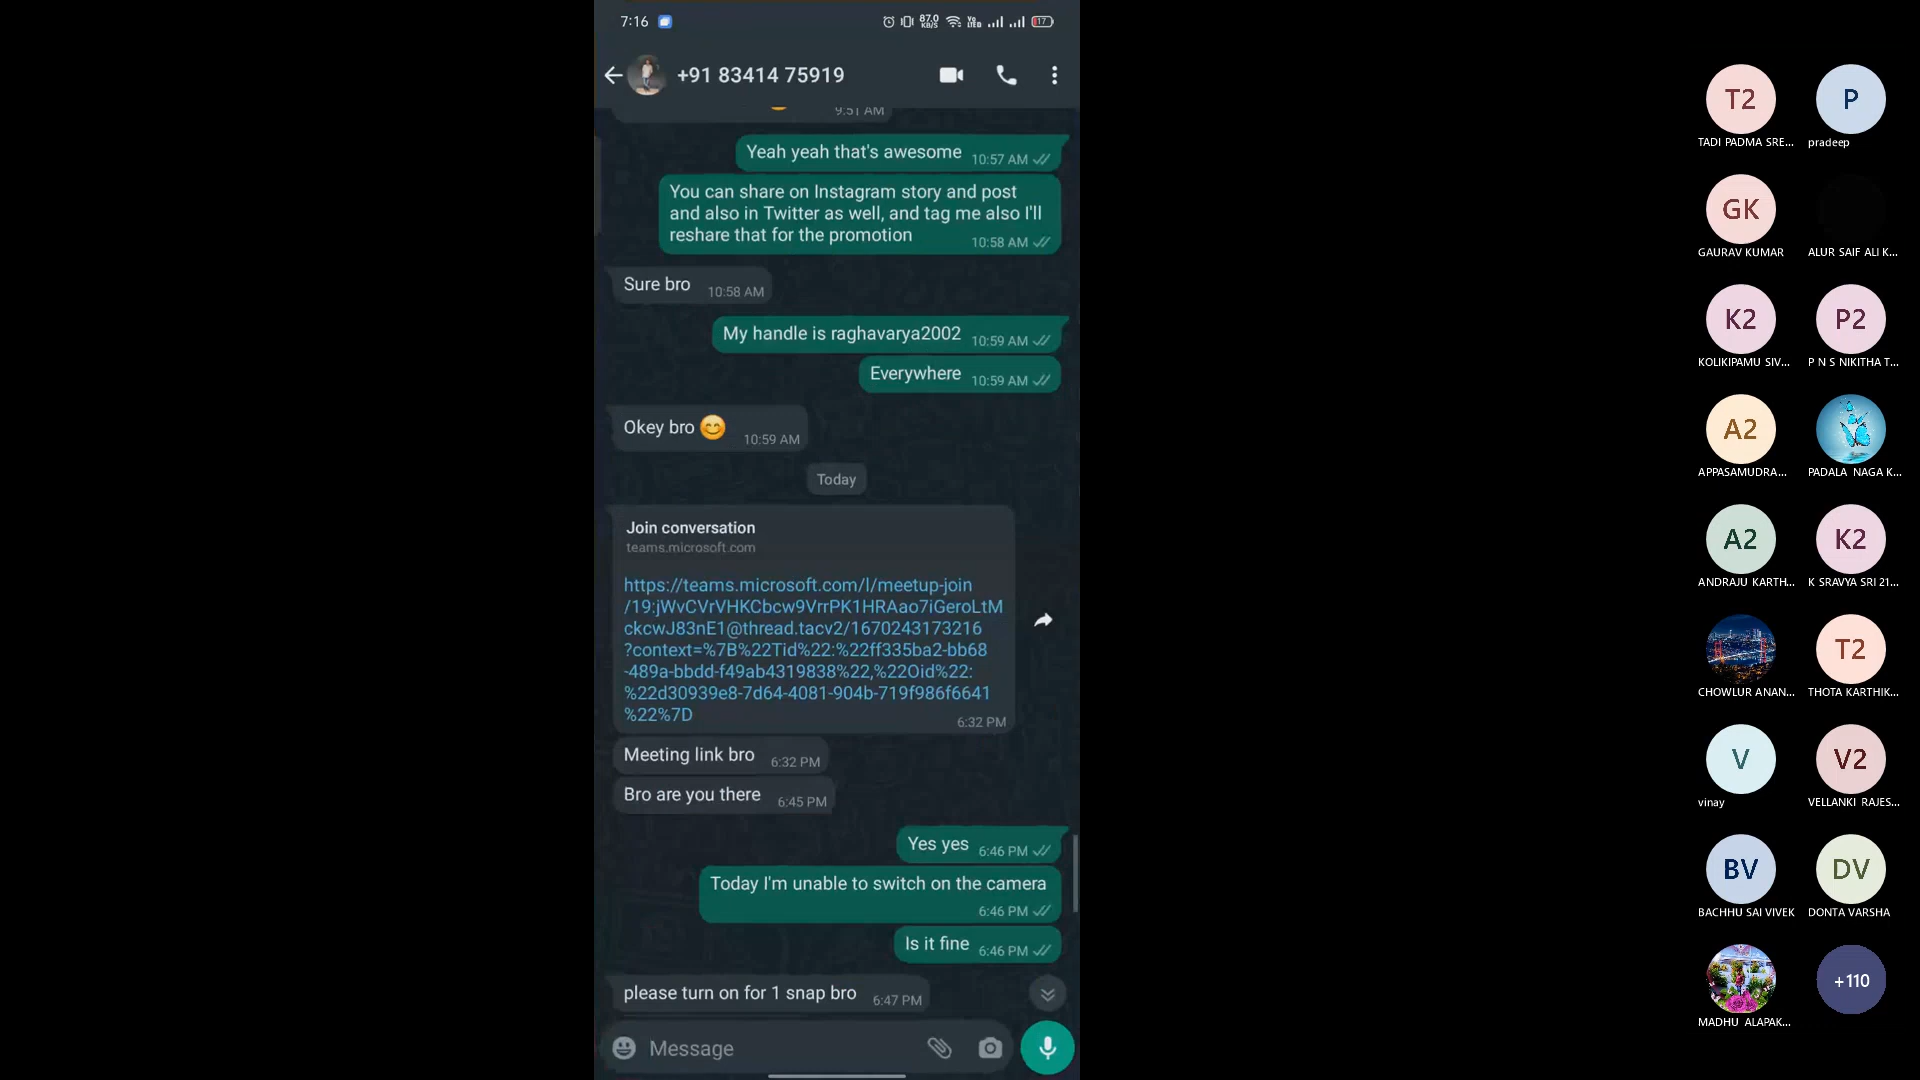 7:16
87.0
KB/S
Vo
LTE
17
+91 83414 75919
9:51 AM
Yeah yeah that's awesome 10:57 AM
You can share on Instagram story and post
and also in Twitter as well, and tag me also I'll
reshare that for the promotion 10:58 AM
Sure bro 10:58 AM
My handle is raghavarya2002 10:59 AM
Everywhere 10:59 AM
Okey bro 😊 10:59 AM
Today
Join conversation
teams.microsoft.com
https://teams.microsoft.com/l/meetup-join
/19:jWvCVrVHKCbcw9VrrPK1HRAao7iGeroLtM
ckcwJ83nE1@thread.tacv2/1670243173216
?context=%7B%22Tid%22:%22ff335ba2-bb68
-489a-bbdd-f49ab4319838%22,%22Oid%22:
%22d30939e8-7d64-4081-904b-719f986f6641
%22%7D
6:32 PM
Meeting link bro 6:32 PM
Bro are you there 6:45 PM
Yes yes 6:46 PM
Today I'm unable to switch on the camera
6:46 PM
Is it fine 6:46 PM
please turn on for 1 snap bro 6:47 PM
Message
T2 P
TADI PADMA SRE... pradeep
GK
GAURAV KUMAR ALUR SAIF ALI K...
K2 P2
KOLIKIPAMU SIV... P N S NIKITHA T...
A2
APPASAMUDRA... PADALA NAGA K...
A2 K2
ANDRAJU KARTH... K SRAVYA SRI 21...
T2
CHOWLUR ANAN... THOTA KARTHIK...
V V2
vinay VELLANKI RAJES...
BV DV
BACHHU SAI VIVEK DONTA VARSHA
+110
MADHU ALAPAK...